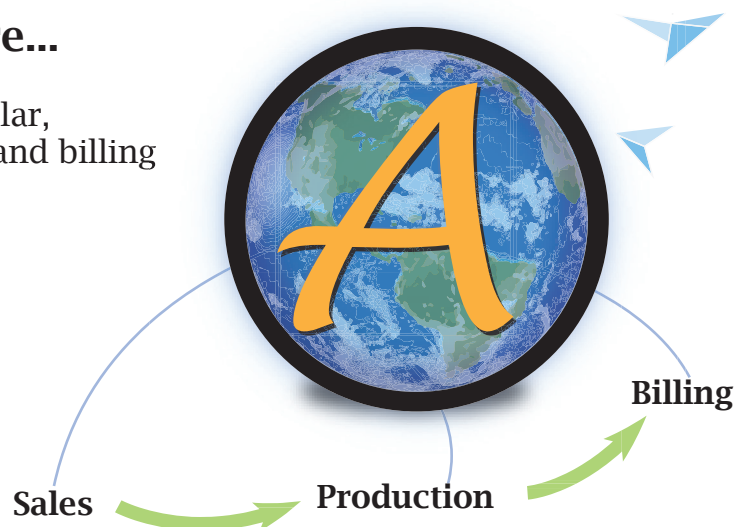 e...
lar,
and billing
A
Billing
Sales
Production